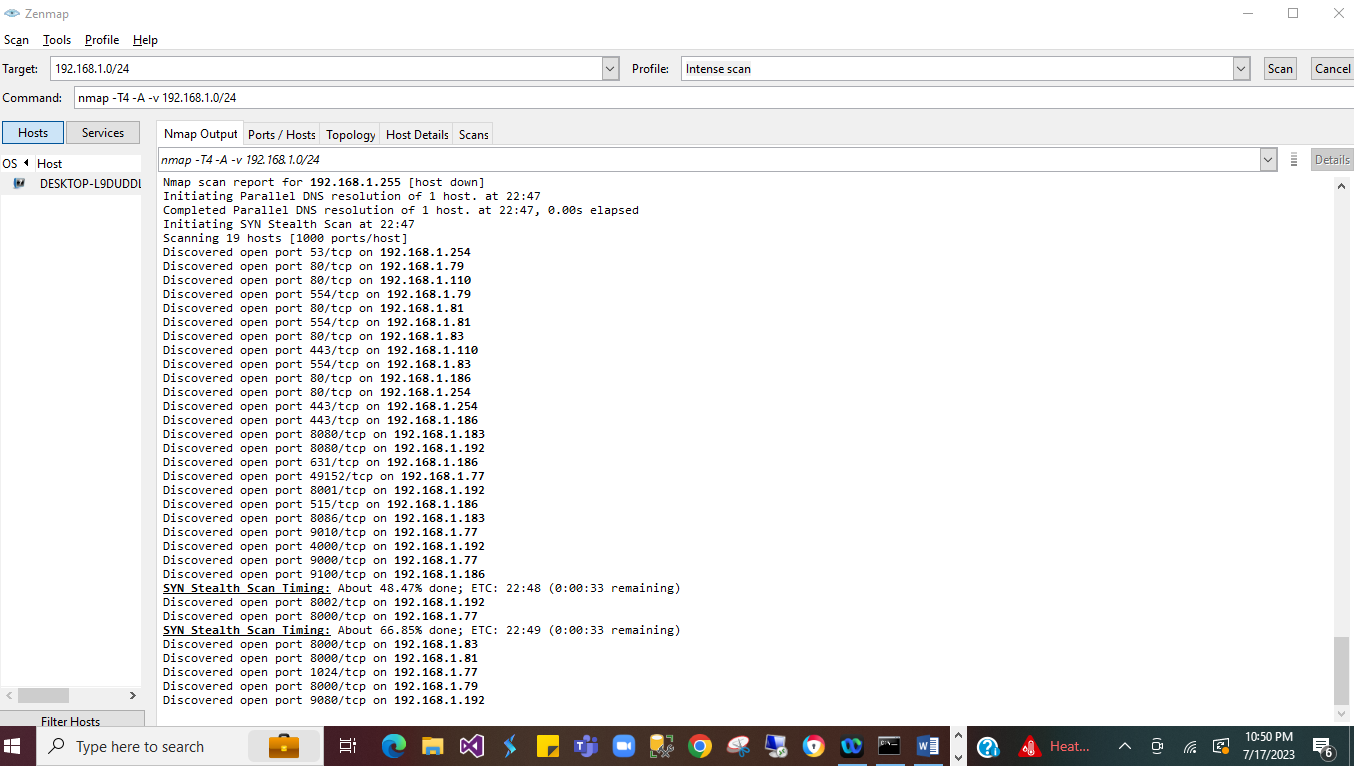 Zenmap
Scan Tools Profile Help
Target: 192.168.1.0/24 Profile: Intense scan Scan Cancel
Command: nmap -T4 -A -v 192.168.1.0/24
Hosts Services
Nmap Output Ports / Hosts Topology Host Details Scans
OS Host
nmap -T4 -A -v 192.168.1.0/24 Details
DESKTOP-L9DUDDL
Nmap scan report for 192.168.1.255 [host down]
Initiating Parallel DNS resolution of 1 host. at 22:47
Completed Parallel DNS resolution of 1 host. at 22:47, 0.00s elapsed
Initiating SYN Stealth Scan at 22:47
Scanning 19 hosts [1000 ports/host]
Discovered open port 53/tcp on 192.168.1.254
Discovered open port 80/tcp on 192.168.1.79
Discovered open port 80/tcp on 192.168.1.110
Discovered open port 554/tcp on 192.168.1.79
Discovered open port 80/tcp on 192.168.1.81
Discovered open port 554/tcp on 192.168.1.81
Discovered open port 80/tcp on 192.168.1.83
Discovered open port 443/tcp on 192.168.1.110
Discovered open port 554/tcp on 192.168.1.83
Discovered open port 80/tcp on 192.168.1.186
Discovered open port 80/tcp on 192.168.1.254
Discovered open port 443/tcp on 192.168.1.254
Discovered open port 443/tcp on 192.168.1.186
Discovered open port 8080/tcp on 192.168.1.183
Discovered open port 8080/tcp on 192.168.1.192
Discovered open port 631/tcp on 192.168.1.186
Discovered open port 49152/tcp on 192.168.1.77
Discovered open port 8001/tcp on 192.168.1.192
Discovered open port 515/tcp on 192.168.1.186
Discovered open port 8086/tcp on 192.168.1.183
Discovered open port 9010/tcp on 192.168.1.77
Discovered open port 4000/tcp on 192.168.1.192
Discovered open port 9000/tcp on 192.168.1.77
Discovered open port 9100/tcp on 192.168.1.186
SYN Stealth Scan Timing: About 48.47% done; ETC: 22:48 (0:00:33 remaining)
Discovered open port 8002/tcp on 192.168.1.192
Discovered open port 8000/tcp on 192.168.1.77
SYN Stealth Scan Timing: About 66.85% done; ETC: 22:49 (0:00:33 remaining)
Discovered open port 8000/tcp on 192.168.1.83
Discovered open port 8000/tcp on 192.168.1.81
Discovered open port 1024/tcp on 192.168.1.77
Discovered open port 8000/tcp on 192.168.1.79
Discovered open port 9080/tcp on 192.168.1.192
Filter Hosts
Type here to search
Heat...
10:50 PM
7/17/2023
6